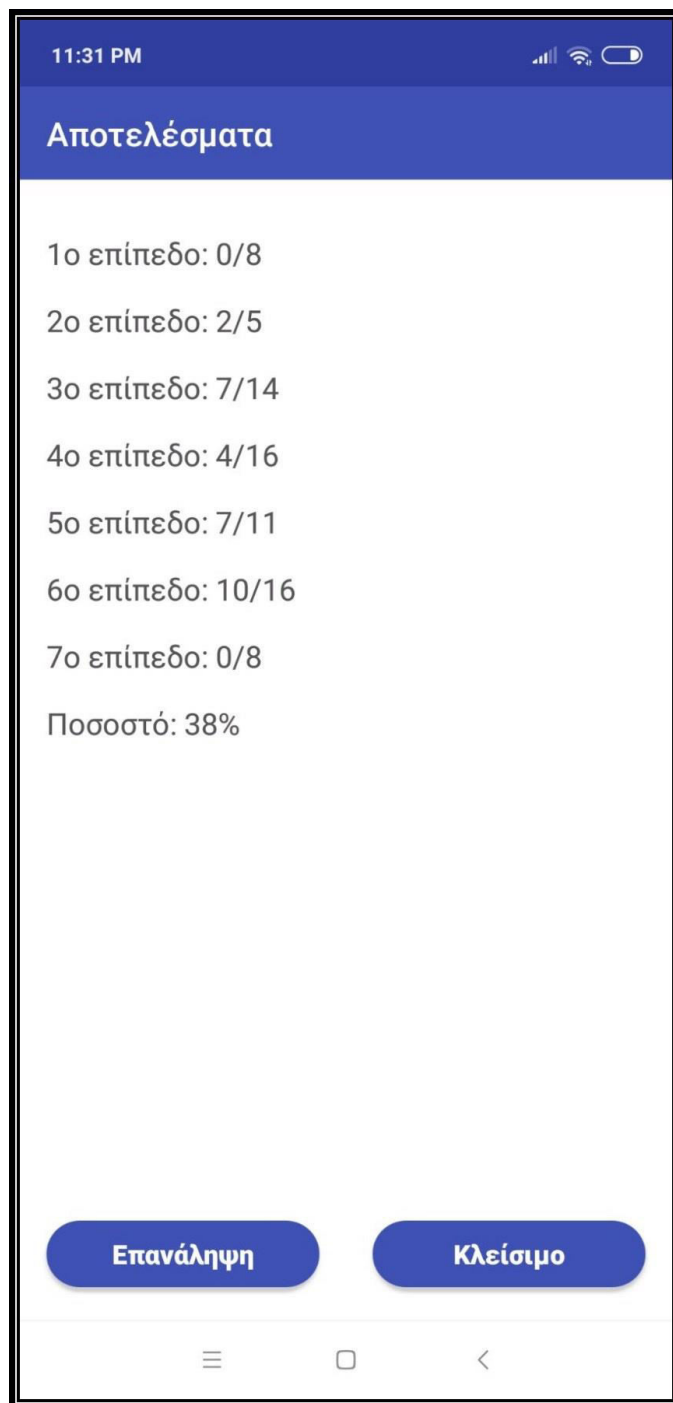 11:31 PM
Αποτελέσματα
1ο επίπεδο: 0/8
2ο επίπεδο: 2/5
3ο επίπεδο: 7/14
4ο επίπεδο: 4/16
5ο επίπεδο: 7/11
6ο επίπεδο: 10/16
7ο επίπεδο: 0/8
Ποσοστό: 38%
Επανάληψη Κλείσιμο